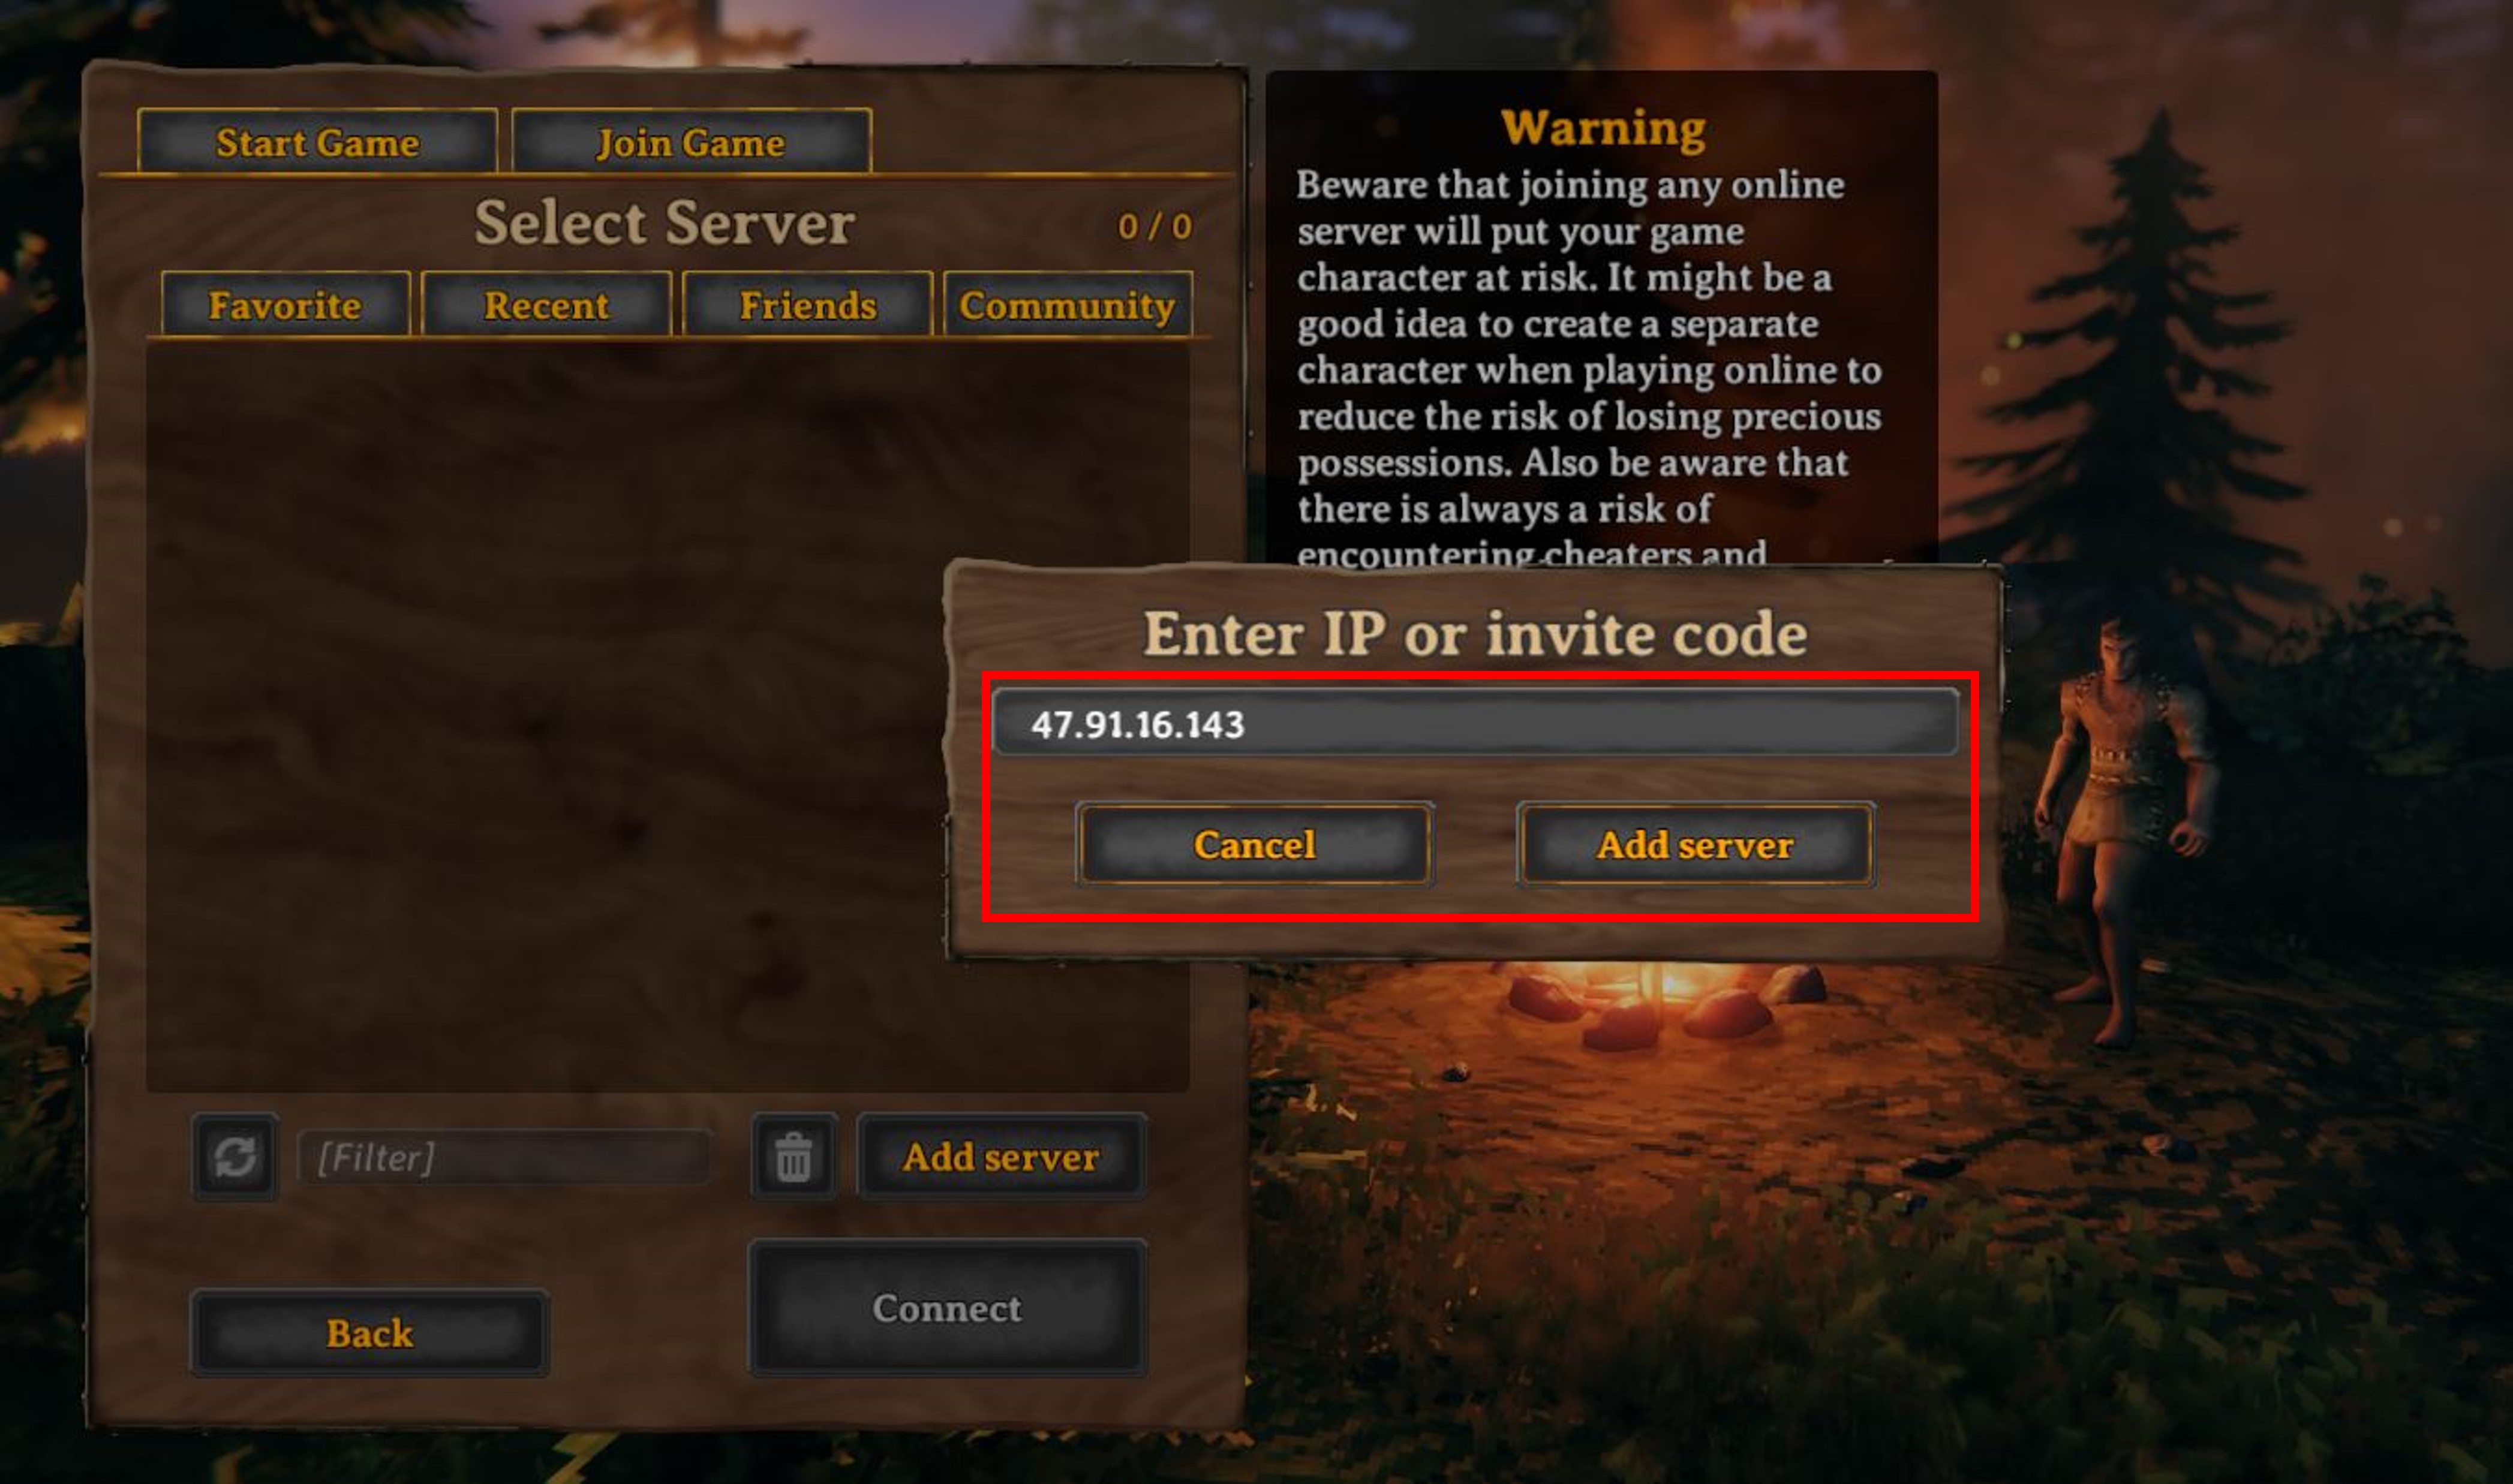 Start Game
Join Game
Select Server
0 / 0
Favorite
Recent
Friends
Community
Warning
Beware that joining any online
server will put your game
character at risk. It might be a
good idea to create a separate
character when playing online to
reduce the risk of losing precious
possessions. Also be aware that
there is always a risk of
encountering cheaters and
Enter IP or invite code
47.91.16.143
Cancel
Add server
[Filter]
Add server
Back
Connect